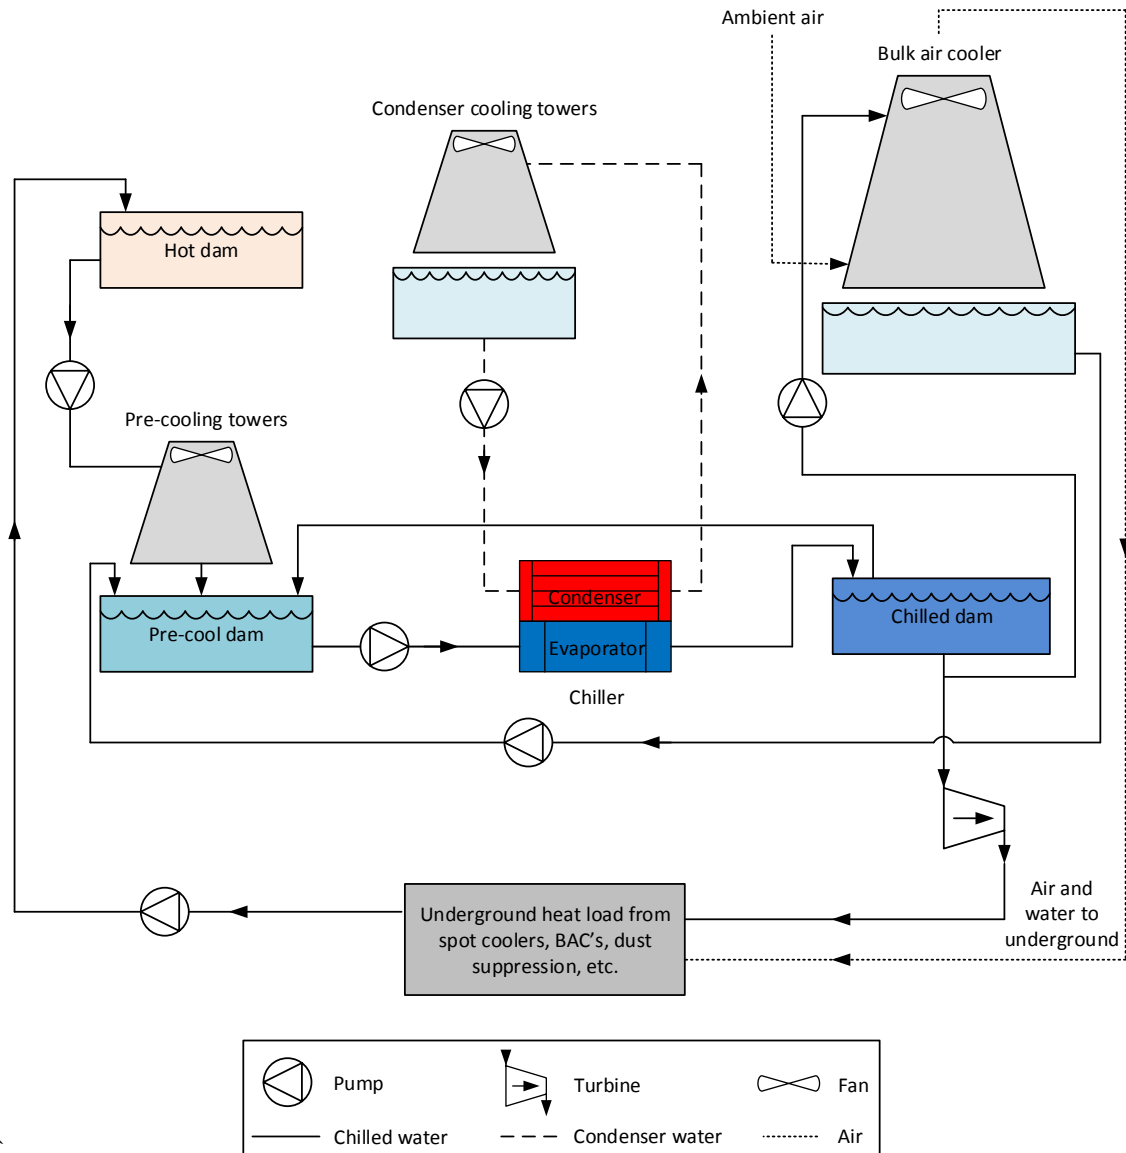 Ambient air
Bulk air cooler
Condenser cooling towers
Hot dam
Pre-cooling towers
Condenser
Pre-cool dam
Evaporator
Chilled dam
Chiller
Air and
water to
underground
Underground heat load from
spot coolers, BAC's, dust
suppression, etc.
Pump
Turbine
Fan
Chilled water
Condenser water
Air